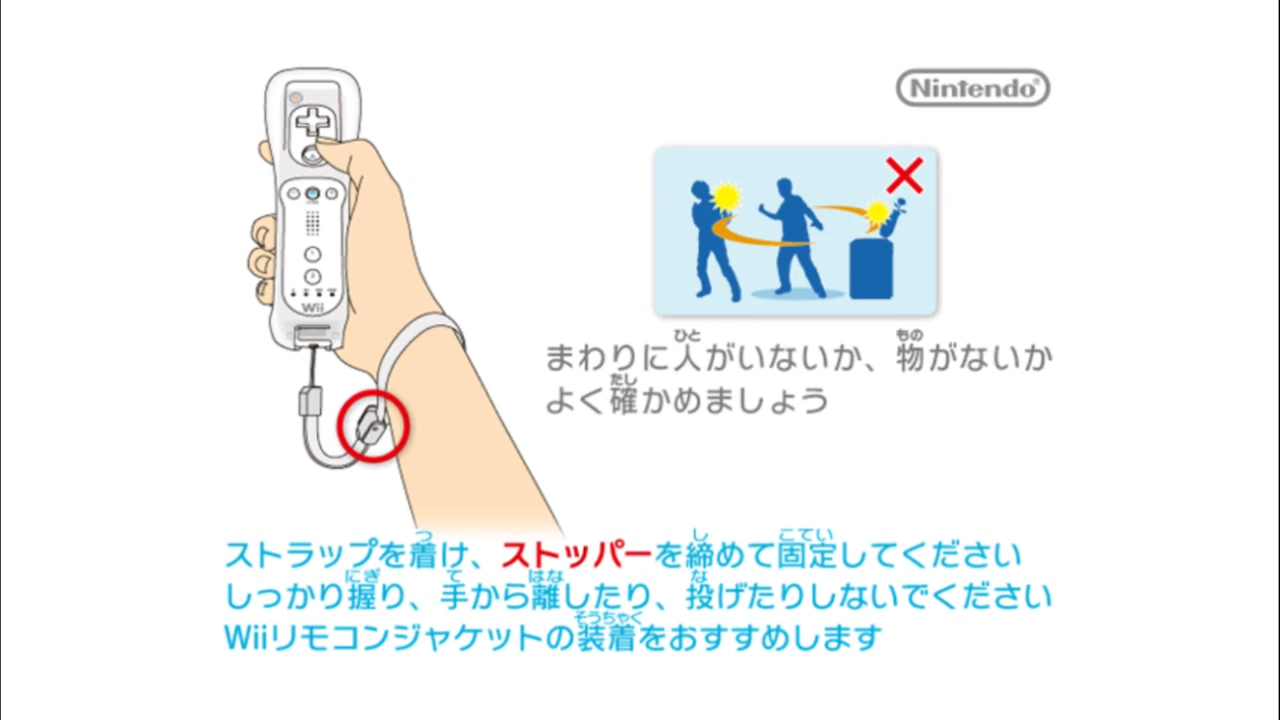 Nintendo®
まわりに人がいないか、物がないか
よく確かめましょう
Wii
ストラップを着け、ストッパーを締めて固定してください
しっかり握り、手から離したり、投げたりしないでください
Wiiリモコンジャケットの装着をおすすめします